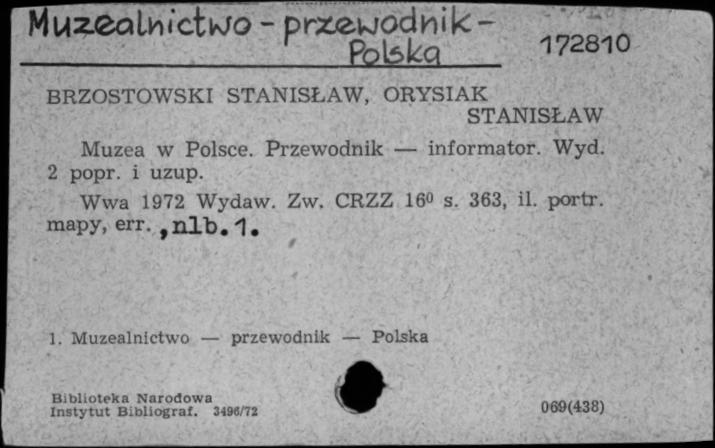 Muzealnictwo - przewodnik -
Polska
172810
BRZOSTOWSKI STANISŁAW, ORYSIAK
STANISŁAW
Muzea w Polsce. Przewodnik — informator. Wyd.
2 popr. i uzup.
Wwa 1972 Wydaw. Zw. CRZZ 16⁰ s. 363, il. portr.
mapy, err. , nlb. 1.
1. Muzealnictwo — przewodnik — Polska
Biblioteka Narodowa
Instytut Bibliograf. 3496/72
069(438)